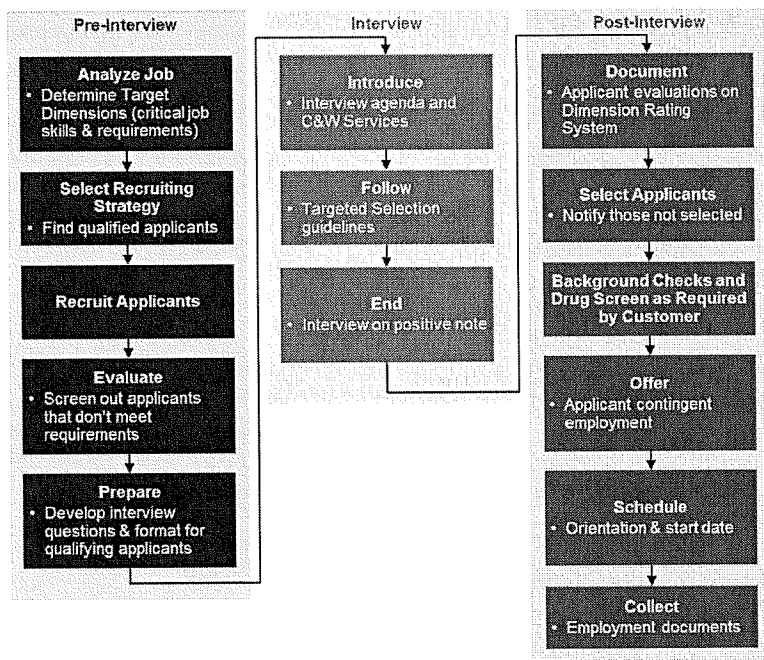 Pre-Interview
Analyze Job
• Determine Target
Dimensions (critical job
skills & requirements)
Select Recruiting
Strategy
• Find qualified applicants
Recruit Applicants
Evaluate
• Screen out applicants
that don't meet
requirements
Prepare
• Develop interview
questions & format for
qualifying applicants
Interview
Introduce
• Interview agenda and
C&W Services
Follow
• Targeted Selection
guidelines
End
• Interview on positive note
Post-Interview
Document
• Applicant evaluations on
Dimension Rating
System
Select Applicants
• Notify those not selected
Background Checks and
Drug Screen as Required
by Customer
Offer
• Applicant contingent
employment
Schedule
• Orientation & start date
Collect
• Employment documents